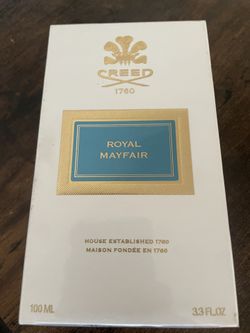 CREED
1760
ROYAL
MAYFAIR
HOUSE ESTABLISHED 1760
MAISON FONDÉE EN 1760
100 ML
3.3 FL.OZ